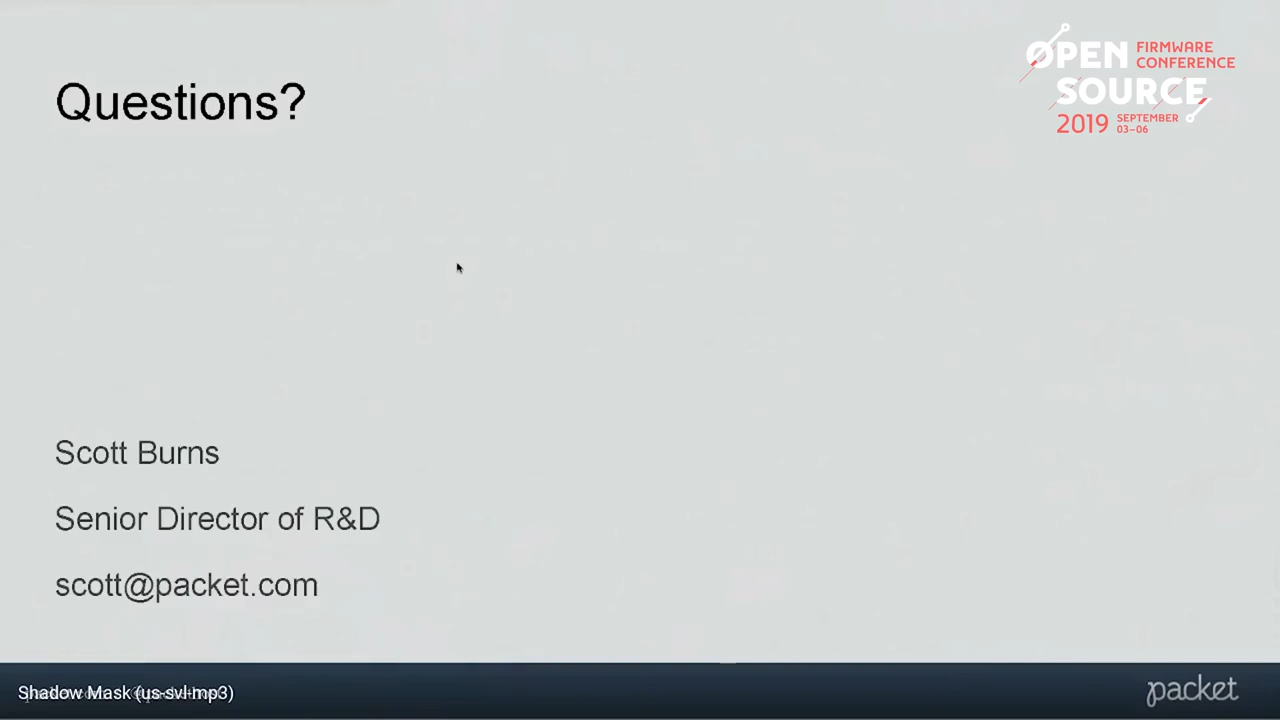 Questions?
OPEN
SOURCE
FIRMWARE
CONFERENCE
2019
SEPTEMBER
03–06
Scott Burns
Senior Director of R&D
scott@packet.com
Shadow Mask (us-svl-mp3)
packet